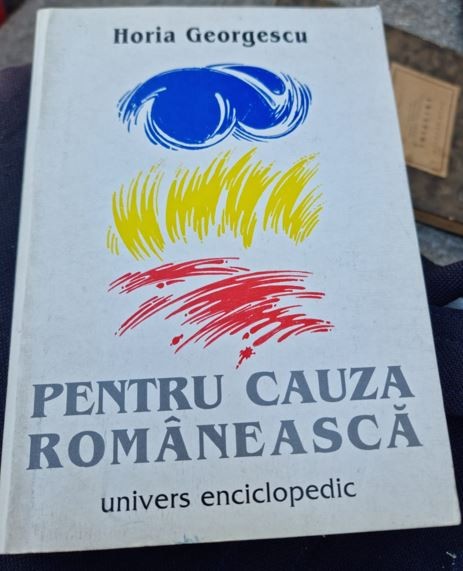 Horia Georgescu
PENTRU CAUZA
ROMÂNEASCĂ
univers enciclopedic